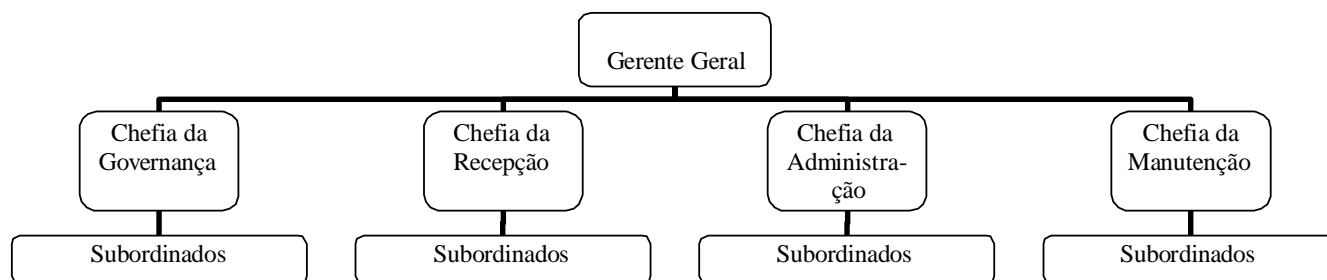 Gerente Geral
Chefia da
Governança
Chefia da
Recepção
Chefia da
Administra-
ção
Chefia da
Manutenção
Subordinados
Subordinados
Subordinados
Subordinados